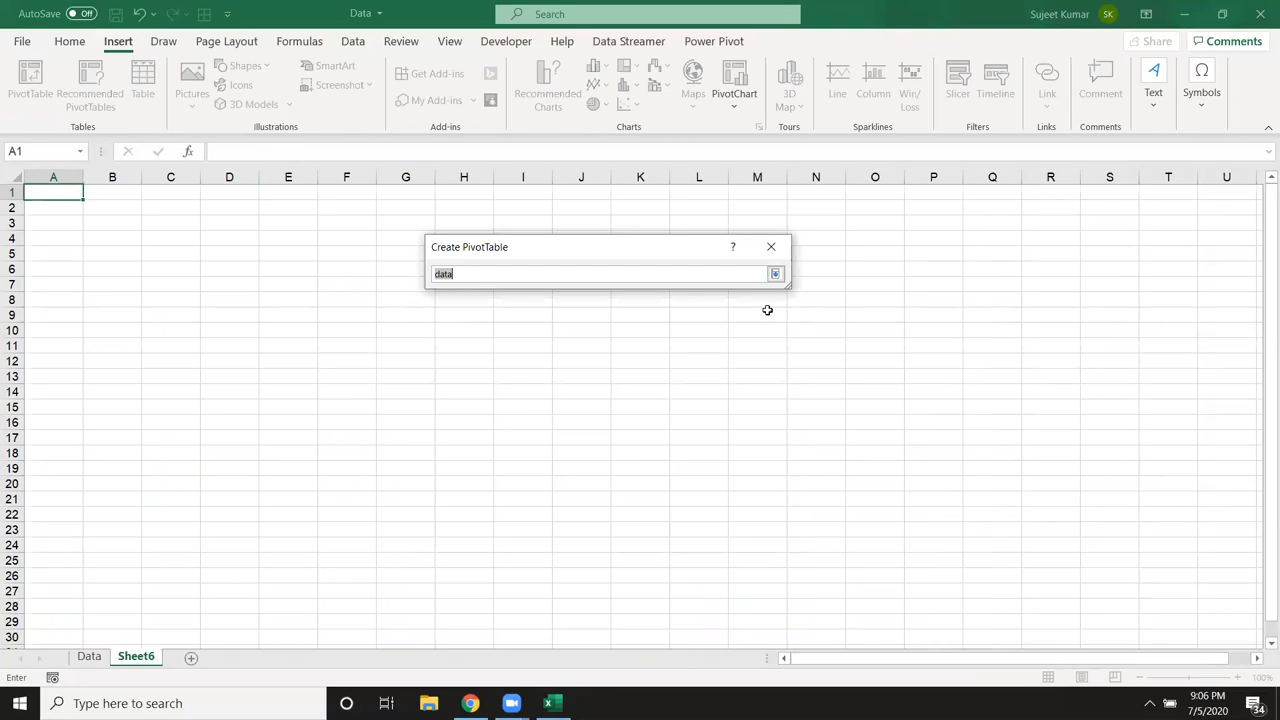 AutoSave Off Data Search Sujeet Kumar SK
File Home Insert Draw Page Layout Formulas Data Review View Developer Help Data Streamer Power Pivot Share Comments
PivotTable Recommended PivotTables Table Pictures Shapes Icons 3D Models SmartArt Screenshot Get Add-ins My Add-ins Recommended Charts Maps PivotChart 3D Map Line Column Win/Loss Slicer Timeline Link Comment Text Symbols
Tables Illustrations Add-ins Charts Tours Sparklines Filters Links Comments
A1 fx
A B C D E F G H I J K L M N O P Q R S T U
1
2
3
4
Create PivotTable ?
5
6
data
7
8
9
10
11
12
13
14
15
16
17
18
19
20
21
22
23
24
25
26
27
28
29
30
Data Sheet6
Enter 100%
Type here to search 9:06 PM
7/5/2020 34